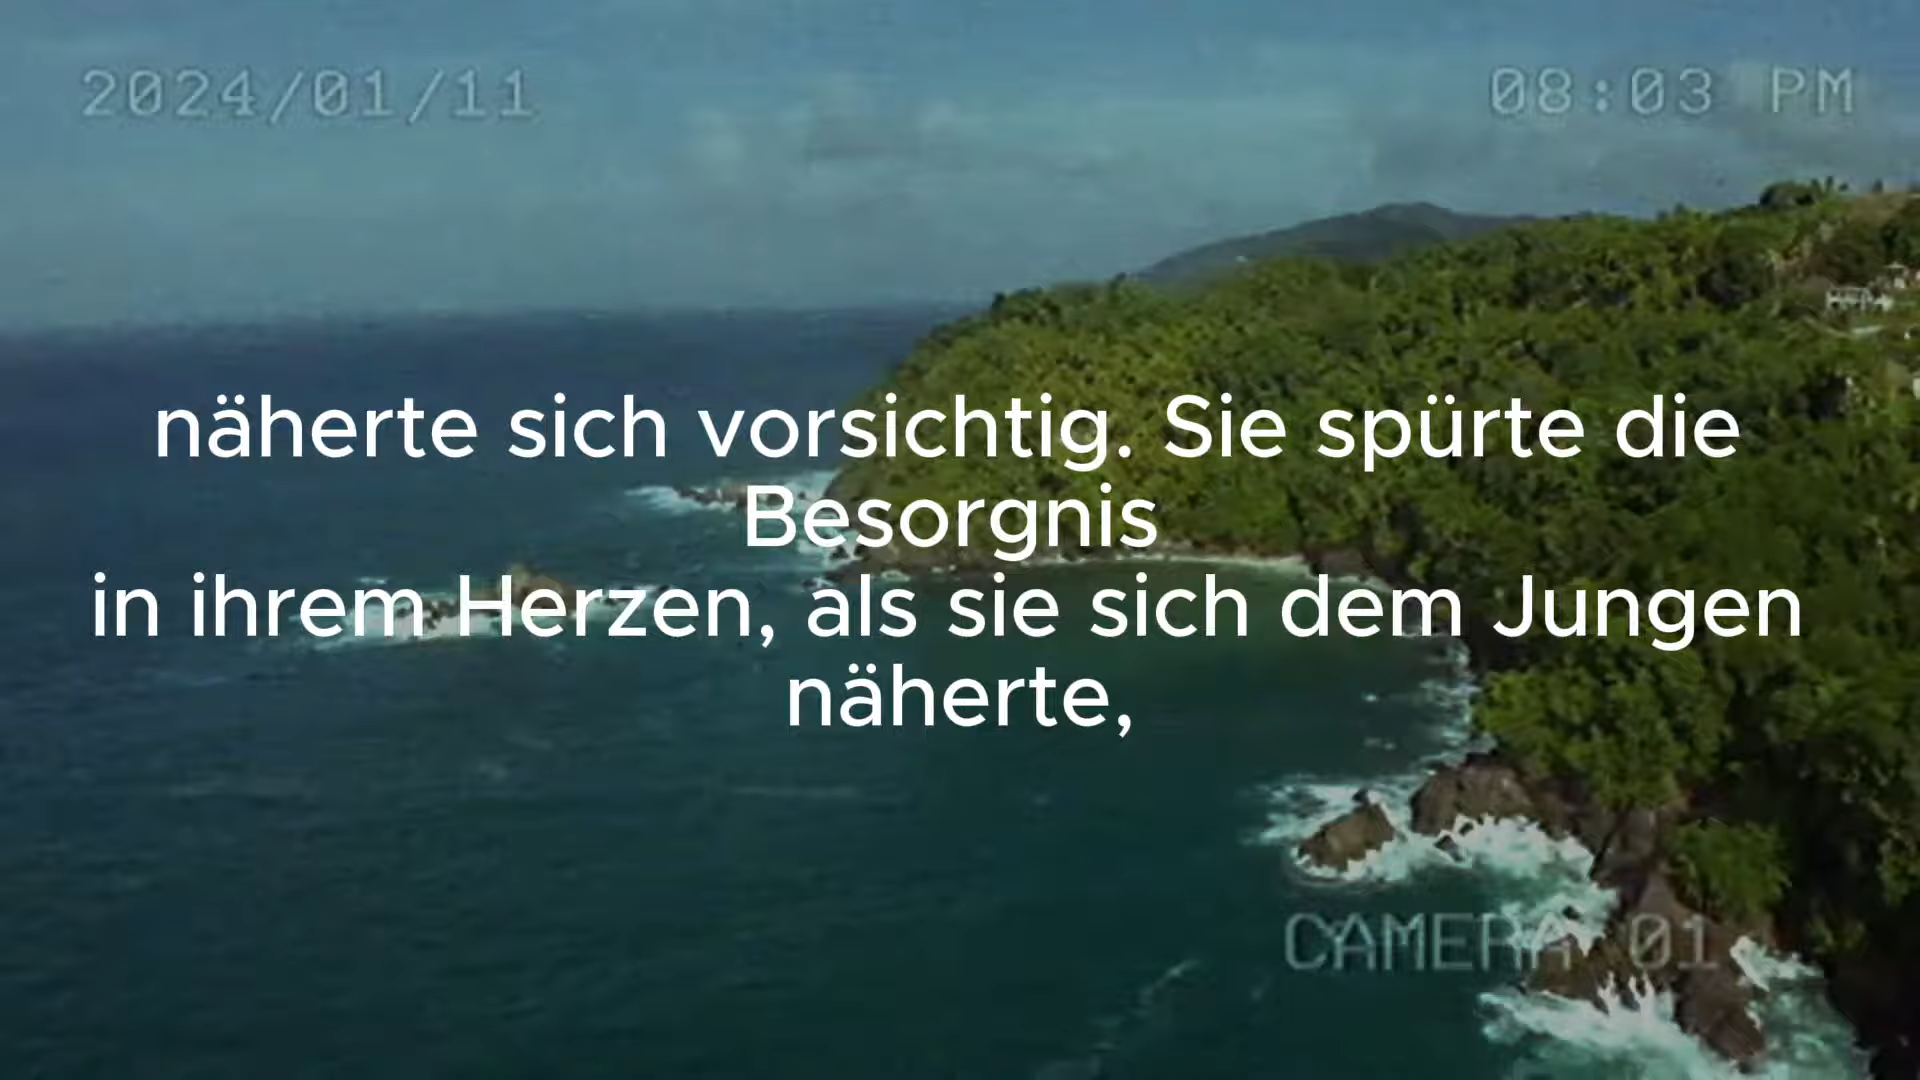 2024/01/11
08:03 PM
näherte sich vorsichtig. Sie spürte die
Besorgnis
in ihrem Herzen, als sie sich dem Jungen
näherte,
CAMERA 01